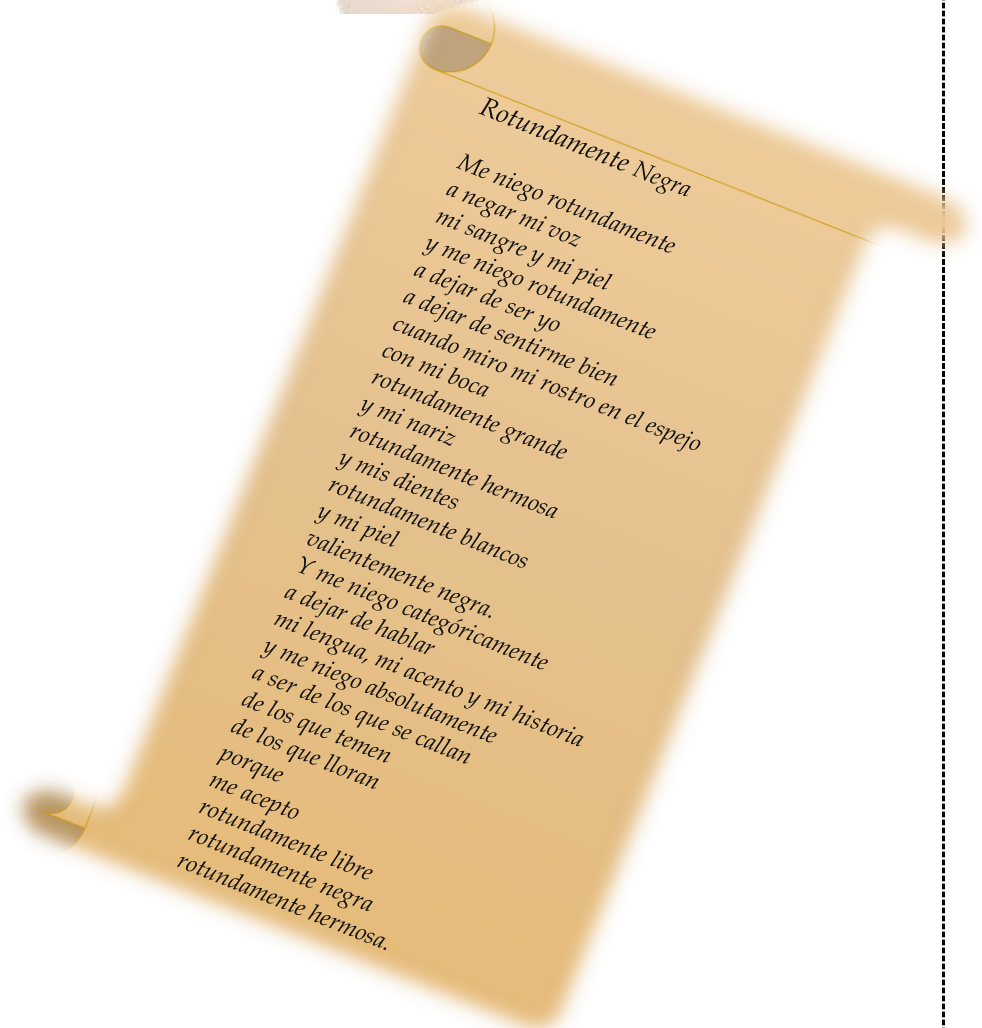 Rotundamente Negra
Me niego rotundamente
a negar mi voz
mi sangre y mi piel
y me niego rotundamente
a dejar de ser yo
a dejar de sentirme bien
cuando miro mi rostro en el espejo
con mi boca
rotundamente grande
y mi nariz
rotundamente hermosa
y mis dientes
rotundamente blancos
y mi piel
valientemente negra.
Y me niego categóricamente
a dejar de hablar
mi lengua, mi acento y mi historia
y me niego absolutamente
a ser de los que se callan
de los que temen
de los que lloran
porque
me acepto
rotundamente libre
rotundamente negra
rotundamente hermosa.